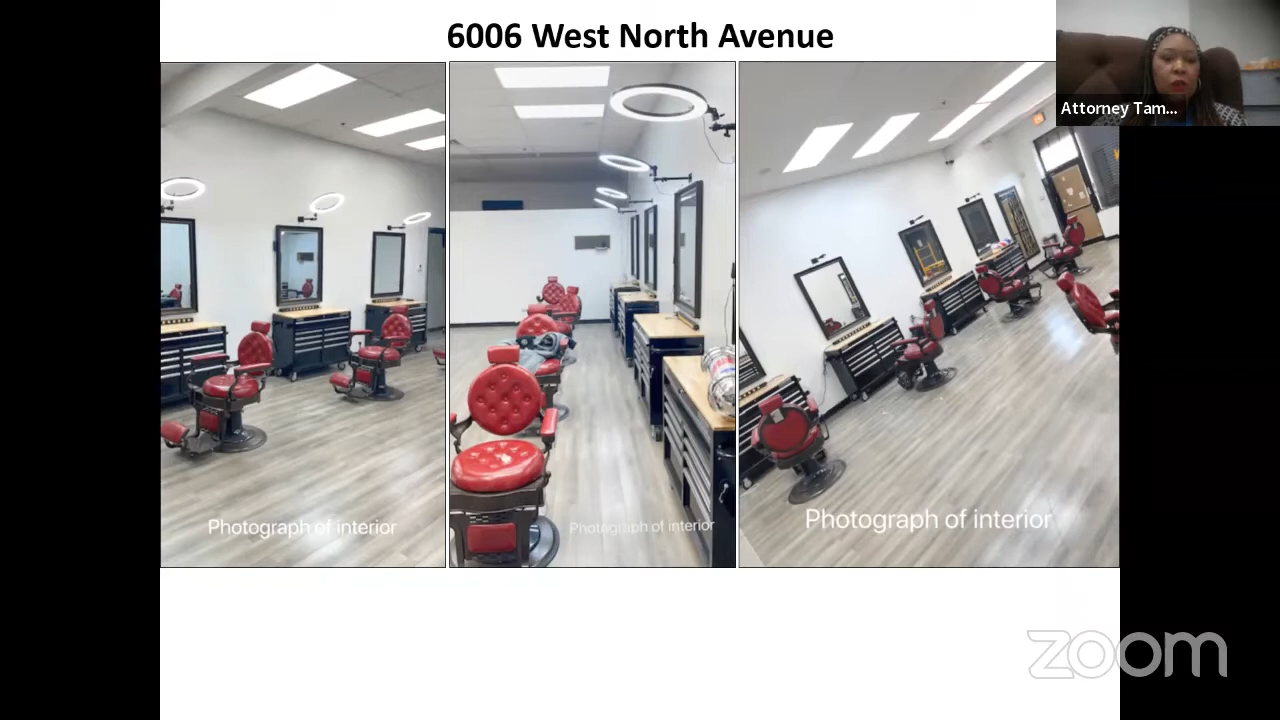 6006 West North Avenue
Attorney Tam...
Photograph of interior
Photograph of interior
Photograph of interior
zoom